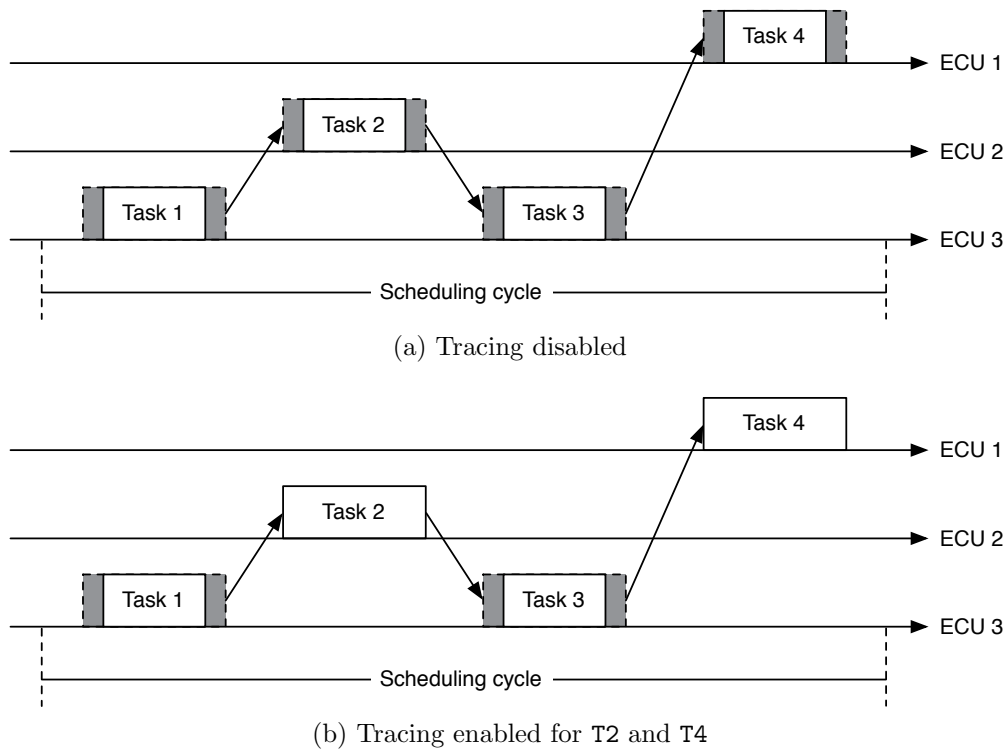 Task 4
ECU 1
Task 2
ECU 2
Task 1
Task 3
ECU 3
Scheduling cycle
(a) Tracing disabled
Task 4
ECU 1
Task 2
ECU 2
Task 1
Task 3
ECU 3
Scheduling cycle
(b) Tracing enabled for T2 and T4